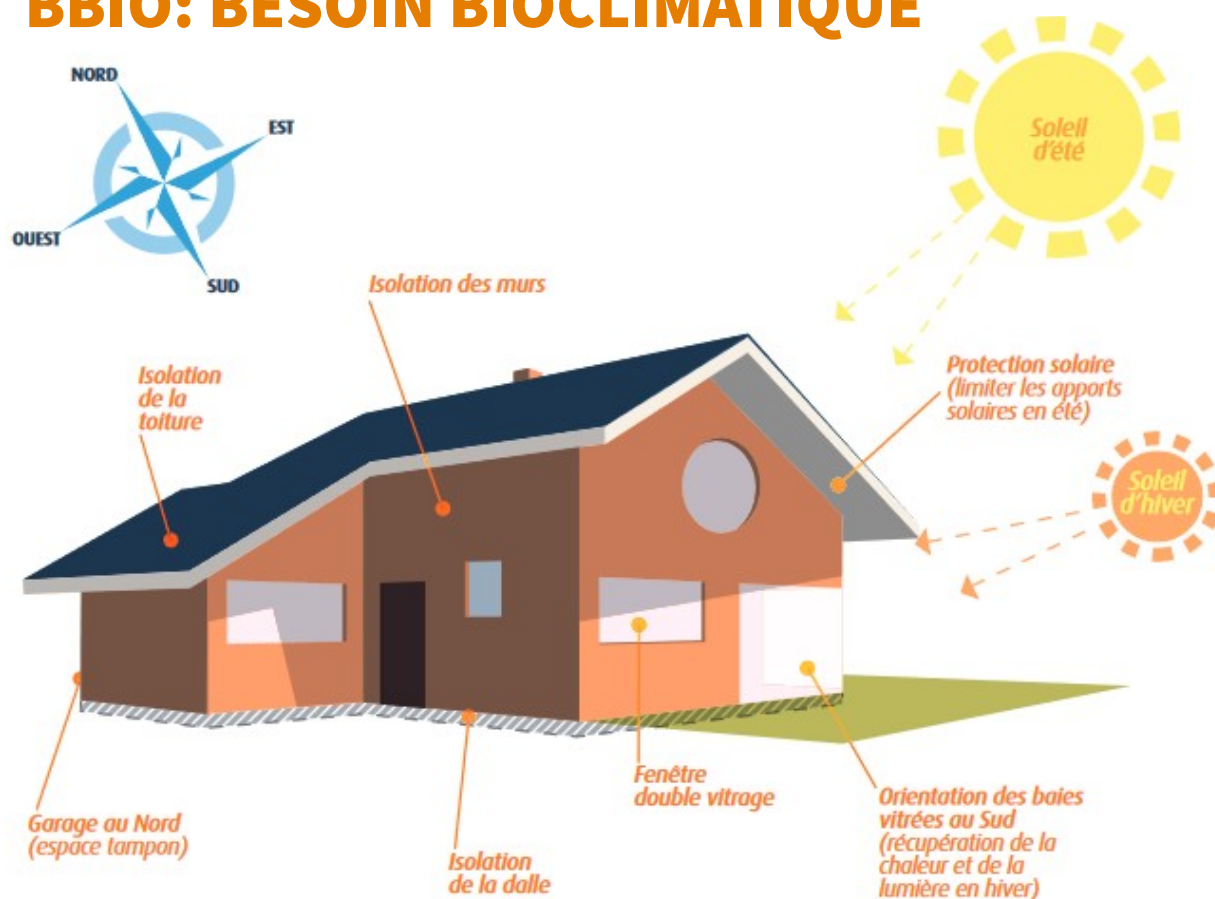 BBIO: BESOIN BIOCLIMATIQUE
NORD
EST
OUEST
SUD
Soleil
d'été
Isolation des murs
Isolation
de la
toiture
Protection solaire
(limiter les apports
solaires en été)
Soleil
d'hiver
Fenêtre
double vitrage
Orientation des baies
vitrées au Sud
(récupération de la
chaleur et de la
lumière en hiver)
Garage au Nord
(espace tampon)
Isolation
de la dalle